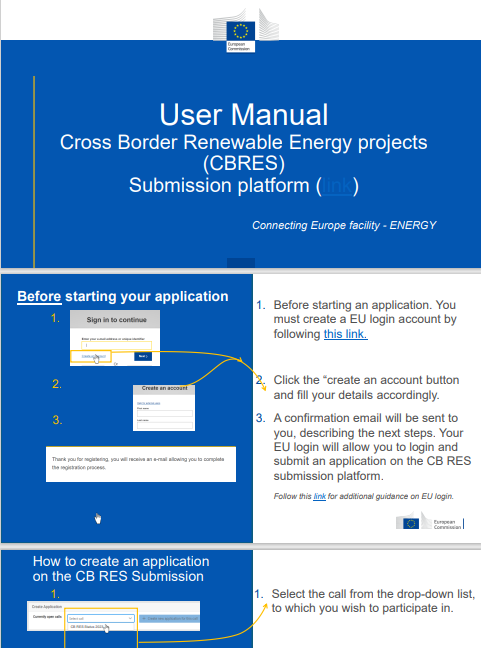 European
Commission
User Manual
Cross Border Renewable Energy projects
(CBRES)
Submission platform (link)
Connecting Europe facility - ENERGY
Before starting your application
1.
Sign in to continue
Enter your e-mail address or unique identifier
Create an account
Next >
Or
2.
Create an account
First name
Last name
3.
Thank you for registering, you will receive an e-mail allowing you to complete
the registration process.
1. Before starting an application. You
must create a EU login account by
following this link.
2. Click the “create an account button
and fill your details accordingly.
3. A confirmation email will be sent to
you, describing the next steps. Your
EU login will allow you to login and
submit an application on the CB RES
submission platform.
Follow this link for additional guidance on EU login.
European
Commission
How to create an application
on the CB RES Submission
1.
Create Application
Currently open calls
Select call
1. Select the call from the drop-down list,
to which you wish to participate in.